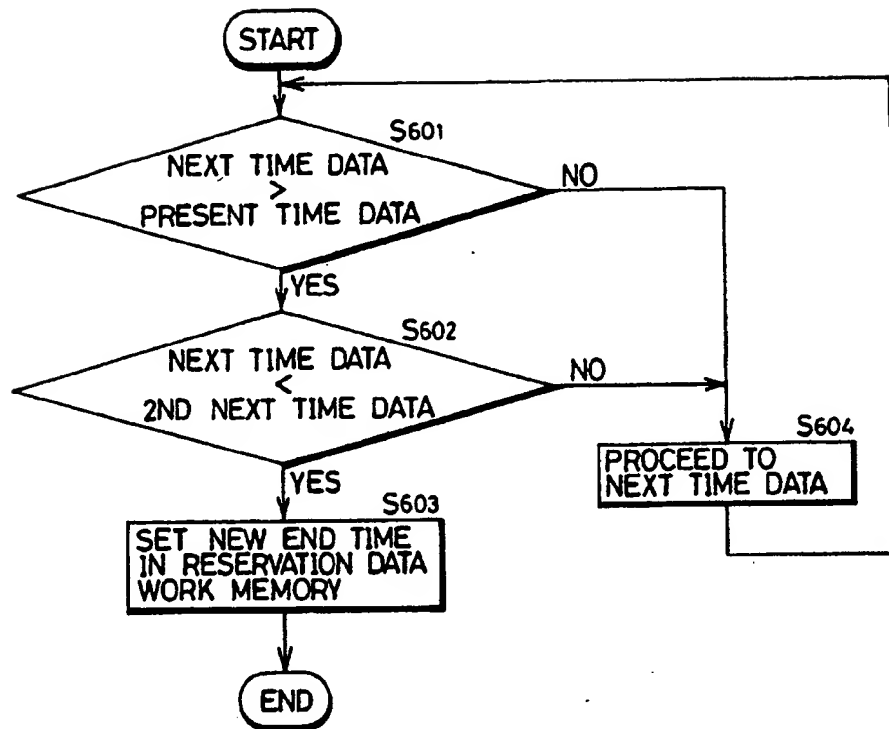 START
S601
NEXT TIME DATA
>
PRESENT TIME DATA
NO
YES
S602
NEXT TIME DATA
<
2ND NEXT TIME DATA
NO
YES
S604
PROCEED TO
NEXT TIME DATA
S603
SET NEW END TIME
IN RESERVATION DATA
WORK MEMORY
END